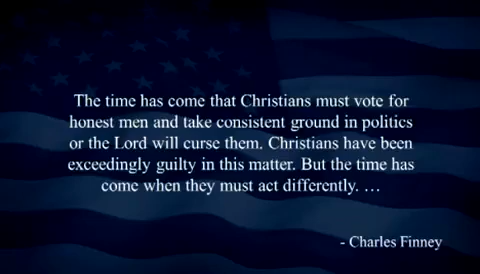 The time has come that Christians must vote for
honest men and take consistent ground in politics
or the Lord will curse them. Christians have been
exceedingly guilty in this matter. But the time has
come when they must act differently. …
- Charles Finney